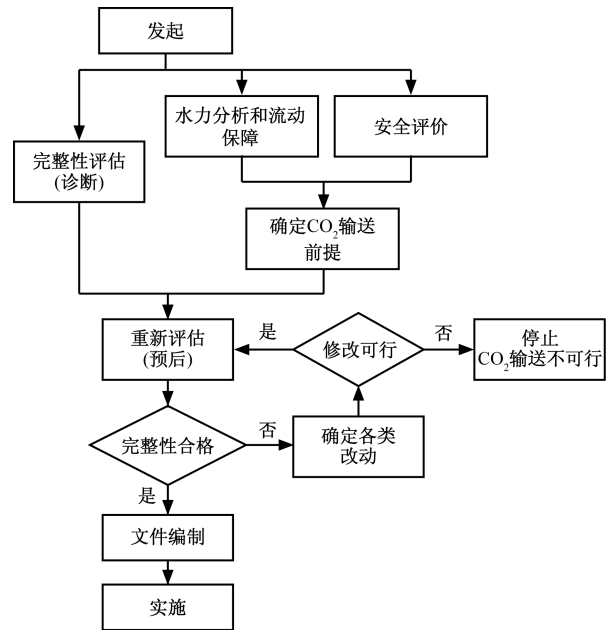 发起
水力分析和流动
保障
安全评价
完整性评估
(诊断)
确定CO₂输送
前提
重新评估
(预后)
是
修改可行
否
停止
CO₂输送不可行
完整性合格
否
确定各类
改动
是
文件编制
实施